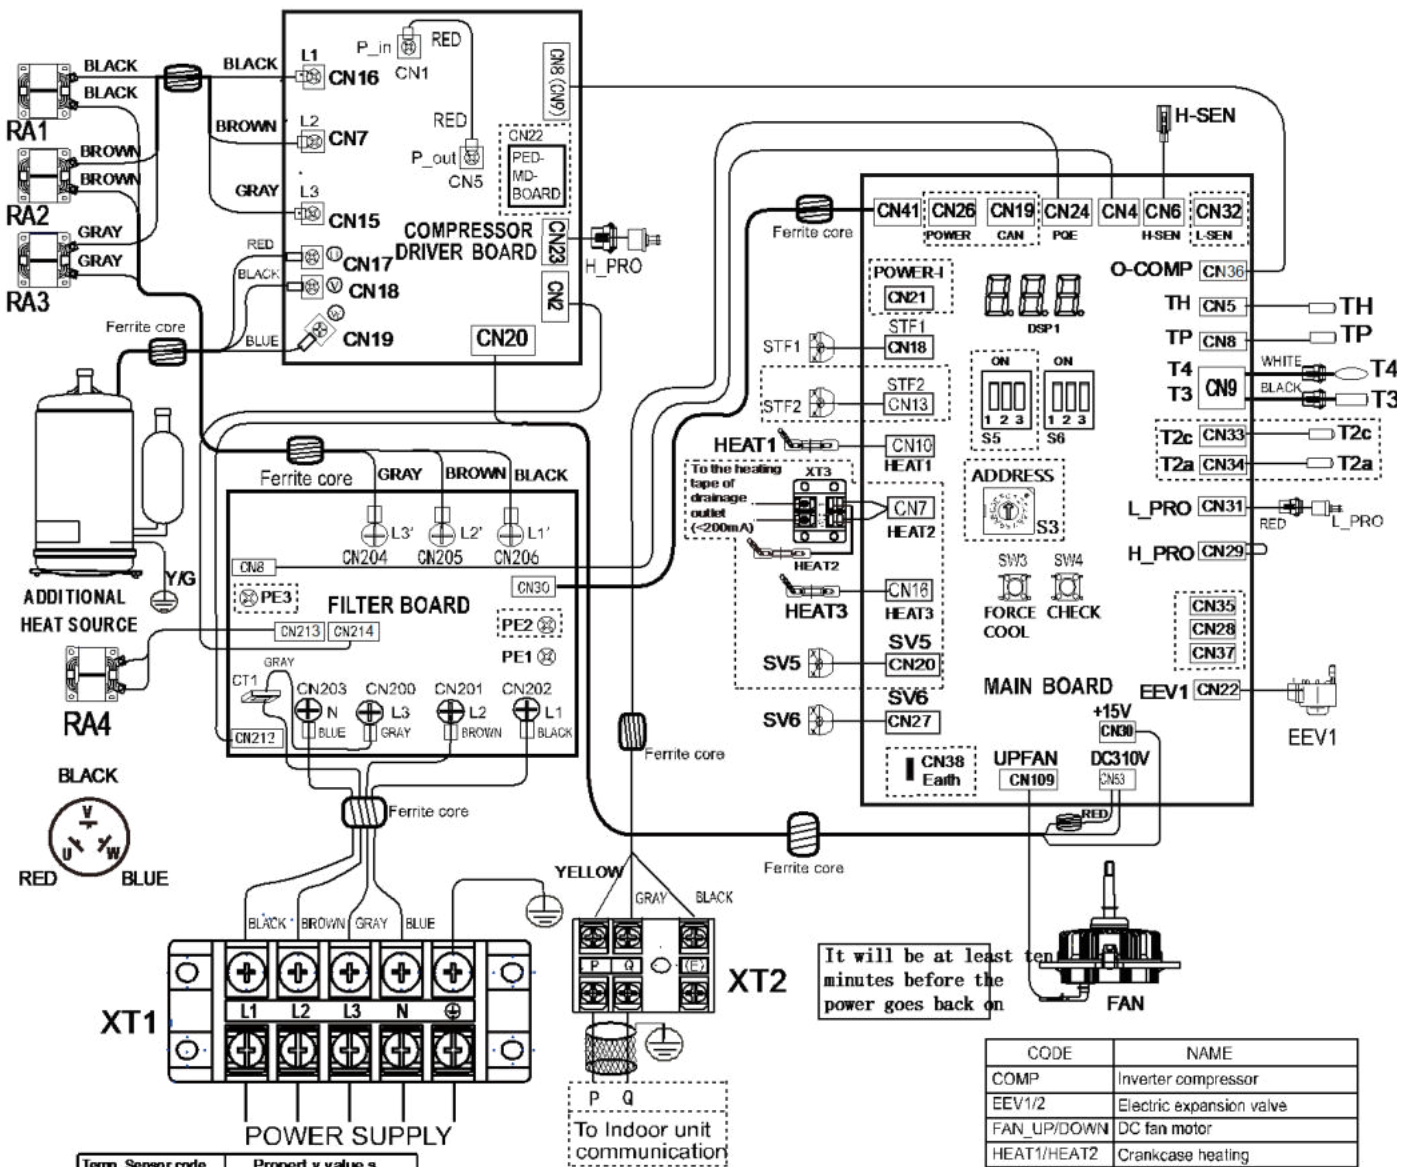 BLACK
BLACK
RA1
BROWN
BROWN
RA2
GRAY
GRAY
RA3
BLACK
L1
CN16
BROWN
L2
CN7
GRAY
L3
CN15
RED
U
CN17
BLACK
V
CN18
BLUE
W
CN19
P_in
CN1
RED
RED
P_out
CN5
CN8 (CN9)
CN22
PED-
MD-
BOARD
COMPRESSOR
DRIVER BOARD
CN23
H_PRO
CN2
CN20
Ferrite core
Y/G
ADDITIONAL
HEAT SOURCE
RA4
BLACK
V
U
W
RED
BLUE
Ferrite core
GRAY
BROWN
BLACK
L3'
L2'
L1'
CN204
CN205
CN206
CN8
CN30
PE3
FILTER BOARD
PE2
PE1
CN213
CN214
GRAY
CT1
CN203
CN200
CN201
CN202
N
L3
L2
L1
BLUE
GRAY
BROWN
BLACK
CN212
Ferrite core
BLACK
BROWN
GRAY
BLUE
XT1
L1
L2
L3
N
POWER SUPPLY
Temp. Sensor code
Property values
Ferrite core
YELLOW
GRAY
BLACK
P
Q
(E)
XT2
P
Q
To Indoor unit
communication
Ferrite core
Ferrite core
CN41
CN26
CN19
CN24
CN4
CN6
CN32
POWER
CAN
PQE
H-SEN
L-SEN
H-SEN
POWER-I
CN21
DSP1
O-COMP
CN36
TH
CN5
TH
TP
CN8
TP
T4
T3
CN9
WHITE
BLACK
T4
T3
T2c
CN33
T2c
T2a
CN34
T2a
L_PRO
CN31
RED
L_PRO
H_PRO
CN29
STF1
STF1
CN18
STF2
STF2
CN13
HEAT1
CN10
HEAT1
To the heating
tape of
drainage
outlet
(<200mA)
XT3
CN7
HEAT2
HEAT2
HEAT3
CN16
HEAT3
SV5
SV5
CN20
SV6
SV6
CN27
CN38
Earth
ON
ON
1 2 3
1 2 3
S5
S6
ADDRESS
S3
SW3
SW4
FORCE
COOL
CHECK
CN35
CN28
CN37
MAIN BOARD
EEV1
CN22
EEV1
+15V
CN30
UPFAN
CN109
DC310V
CN53
RED
FAN
It will be at least ten
minutes before the
power goes back on
CODE
NAME
COMP
Inverter compressor
EEV1/2
Electric expansion valve
FAN_UP/DOWN
DC fan motor
HEAT1/HEAT2
Crankcase heating